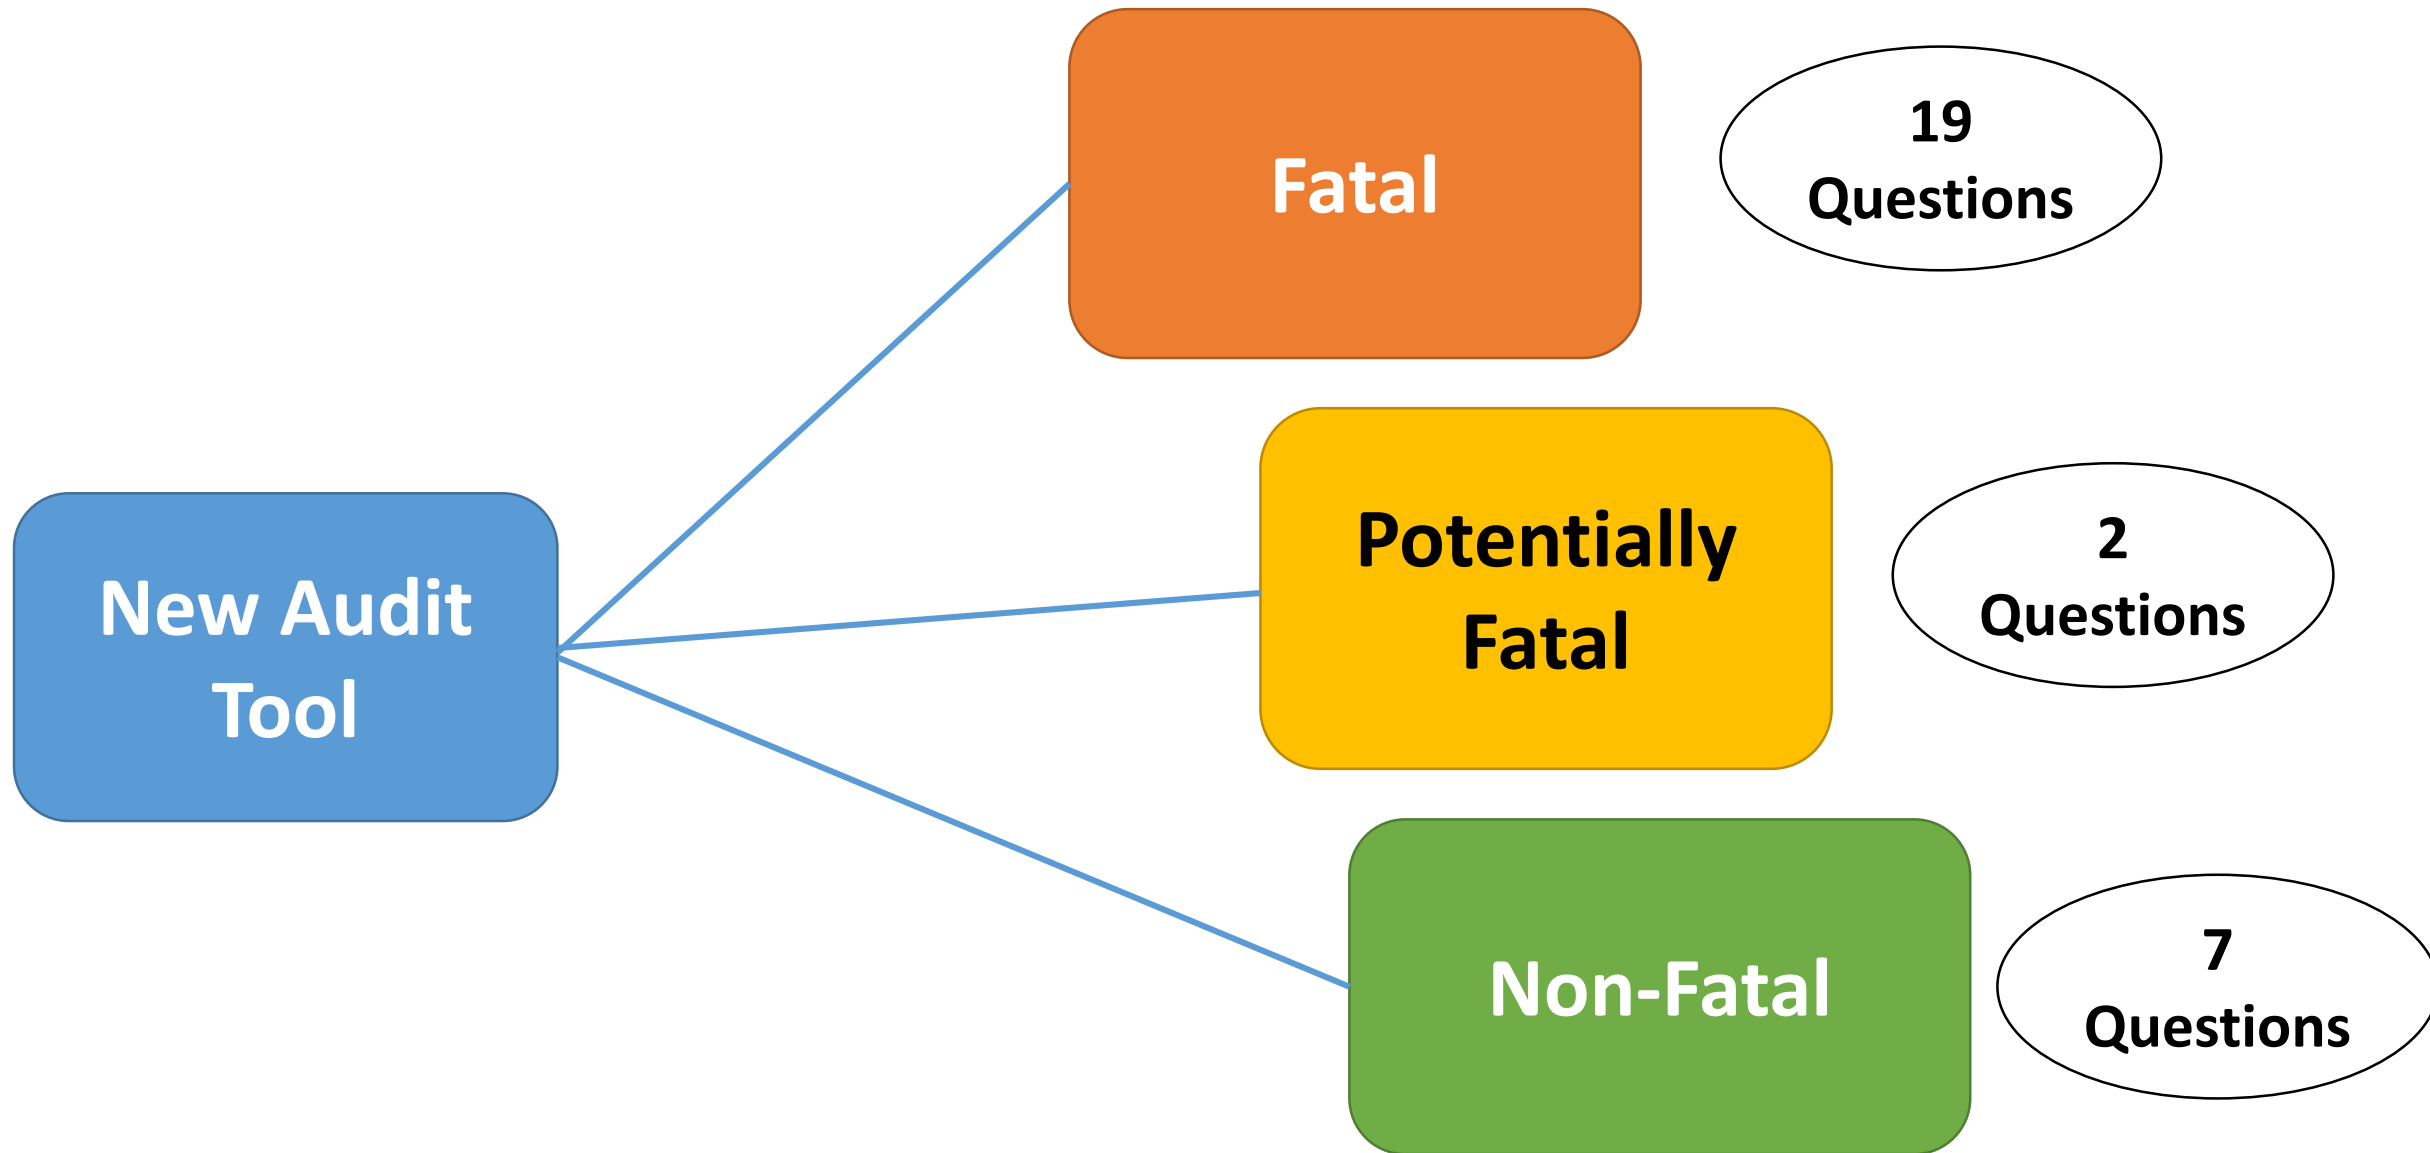 Fatal
19
Questions
Potentially
Fatal
2
Questions
New Audit
Tool
Non-Fatal
7
Questions